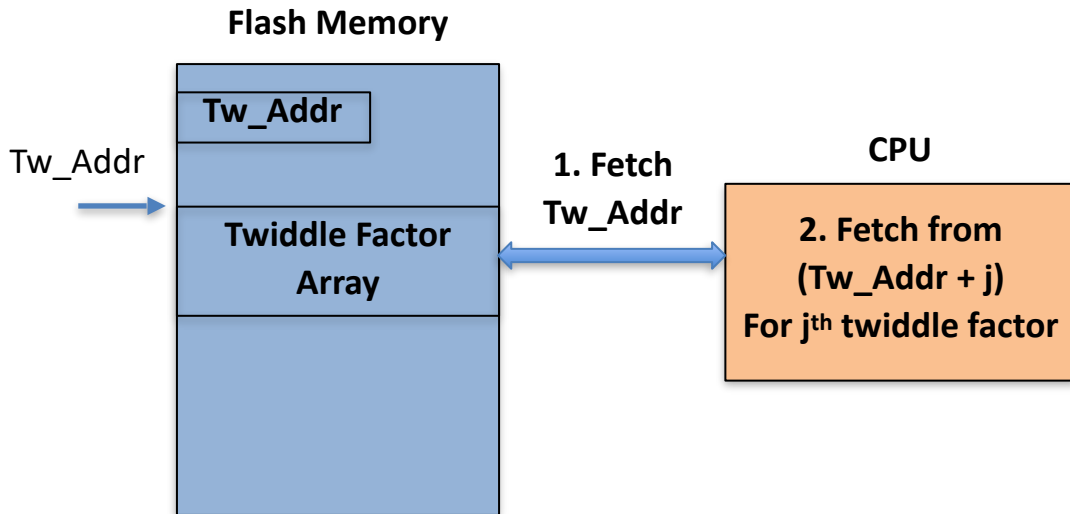 Flash Memory
Tw_Addr
Tw_Addr
Twiddle Factor
Array
1. Fetch
Tw_Addr
CPU
2. Fetch from
(Tw_Addr + j)
For jᵗʰ twiddle factor